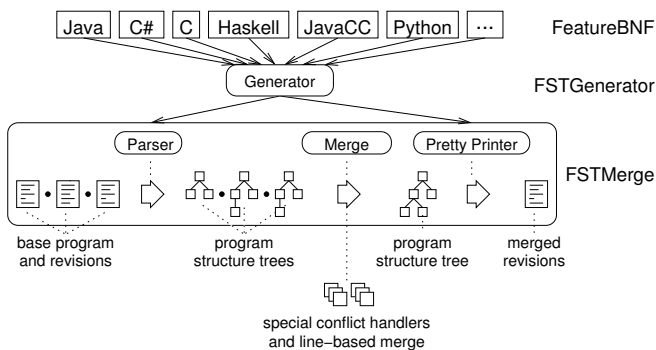 Java C# C Haskell JavaCC Python ... FeatureBNF
Generator
FSTGenerator
Parser Merge Pretty Printer
FSTMerge
base program program program merged
and revisions structure trees structure tree revisions
special conflict handlers
and line-based merge